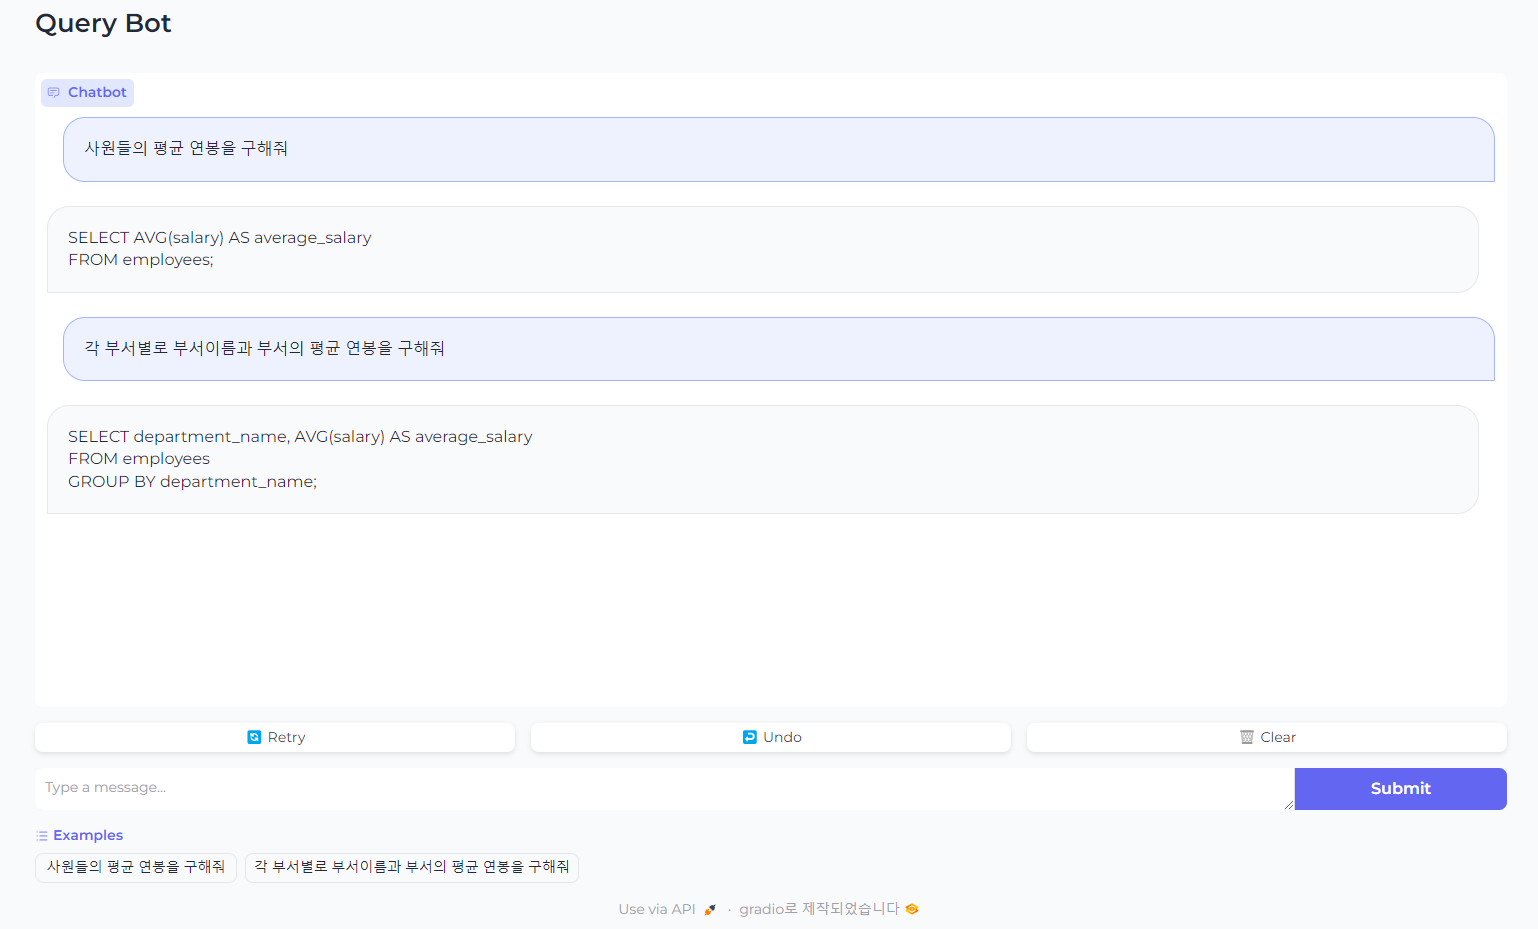 Query Bot
Chatbot
사원들의 평균 연봉을 구해줘
SELECT AVG(salary) AS average_salary
FROM employees;
각 부서별로 부서이름과 부서의 평균 연봉을 구해줘
SELECT department_name, AVG(salary) AS average_salary
FROM employees
GROUP BY department_name;
Retry
Undo
Clear
Type a message...
Submit
Examples
사원들의 평균 연봉을 구해줘
각 부서별로 부서이름과 부서의 평균 연봉을 구해줘
Use via API · gradio로 제작되었습니다